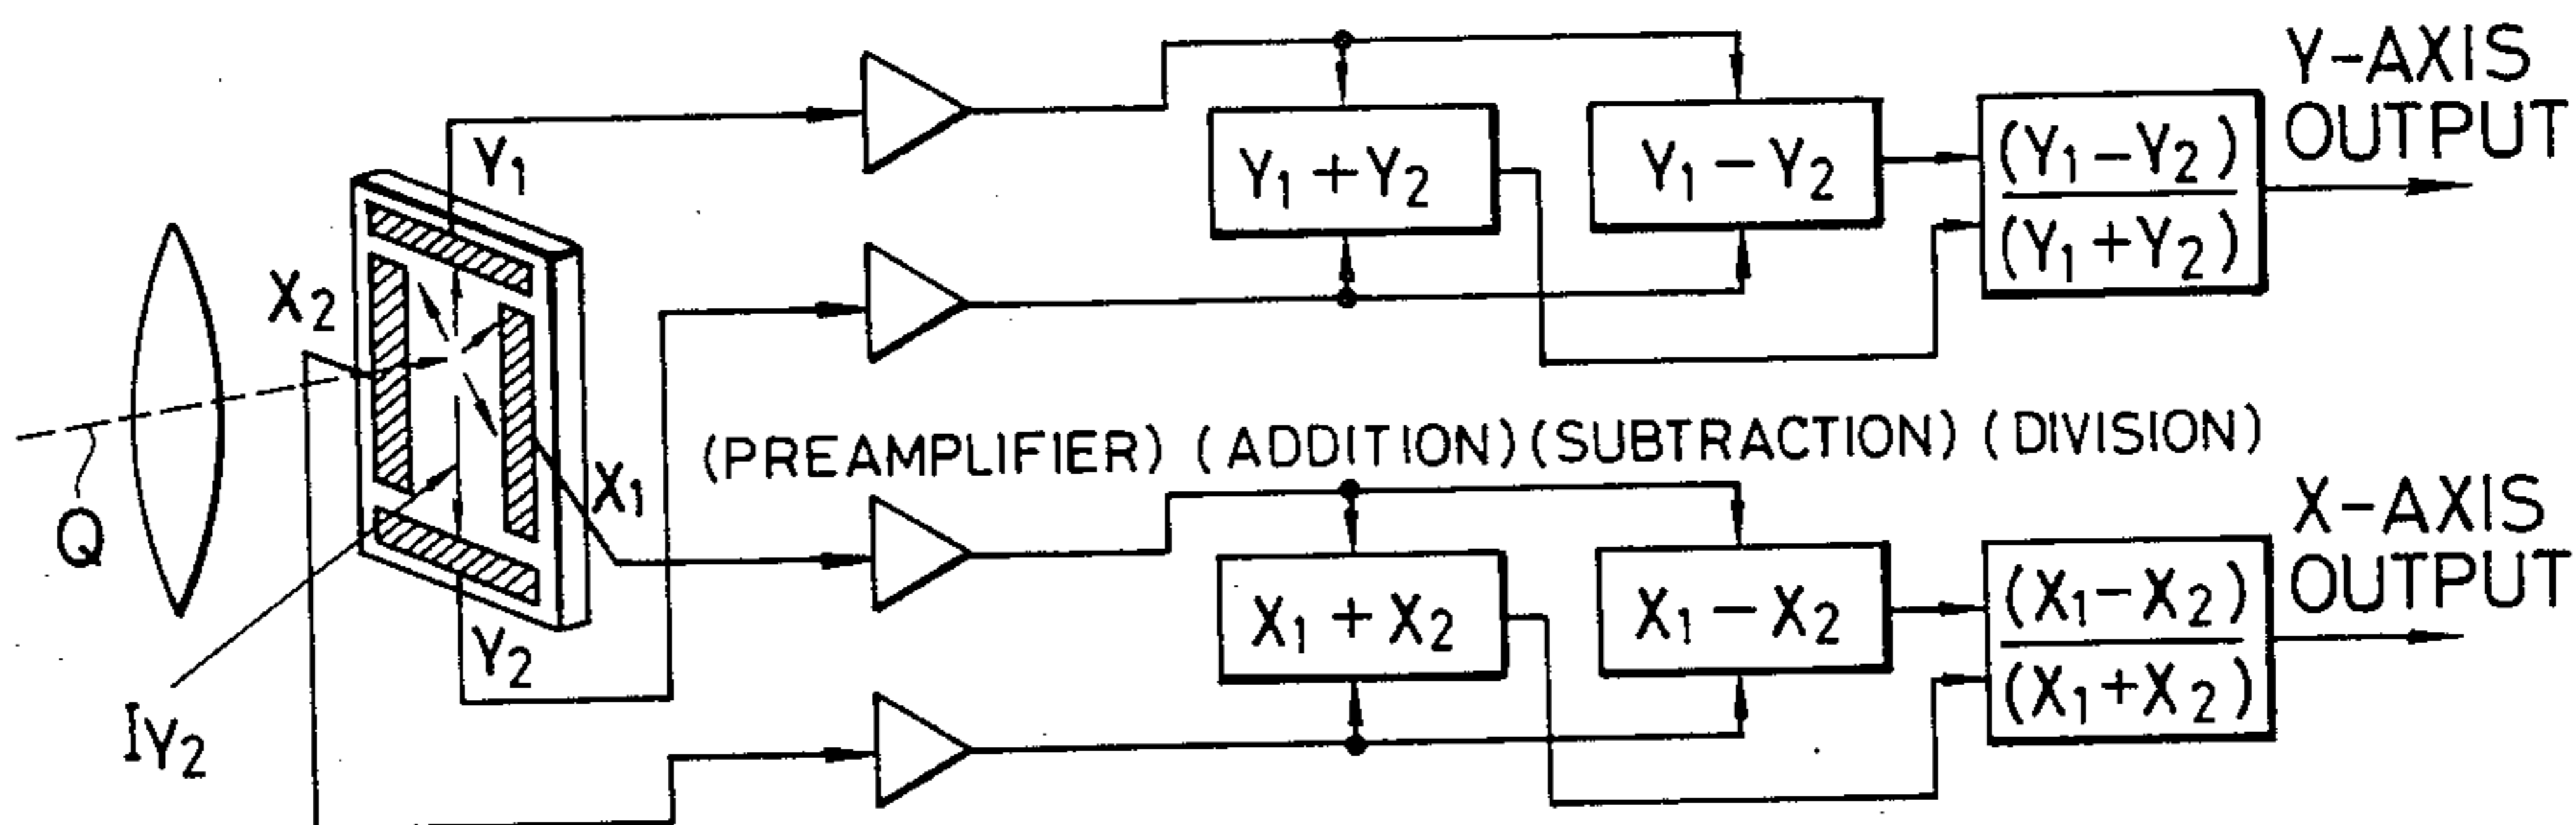 Y-AXIS
OUTPUT
Y1
Y1 + Y2
Y1 - Y2
(Y1 - Y2)
(Y1 + Y2)
X2
Q
(PREAMPLIFIER) (ADDITION) (SUBTRACTION) (DIVISION)
X1
X-AXIS
OUTPUT
X1 + X2
X1 - X2
(X1 - X2)
(X1 + X2)
Y2
IY2